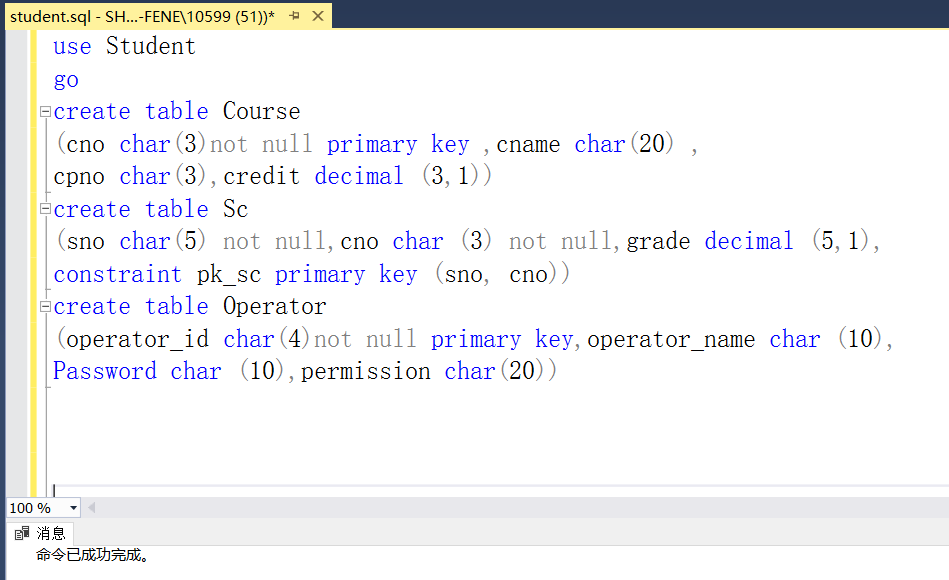 student.sql - SH...-FENE\10599 (51))*
use Student
go
create table Course
(cno char(3)not null primary key ,cname char(20) ,
cpno char(3),credit decimal (3,1))
create table Sc
(sno char(5) not null,cno char (3) not null,grade decimal (5,1),
constraint pk_sc primary key (sno, cno))
create table Operator
(operator_id char(4)not null primary key,operator_name char (10),
Password char (10),permission char(20))
100 %
消息
命令已成功完成。